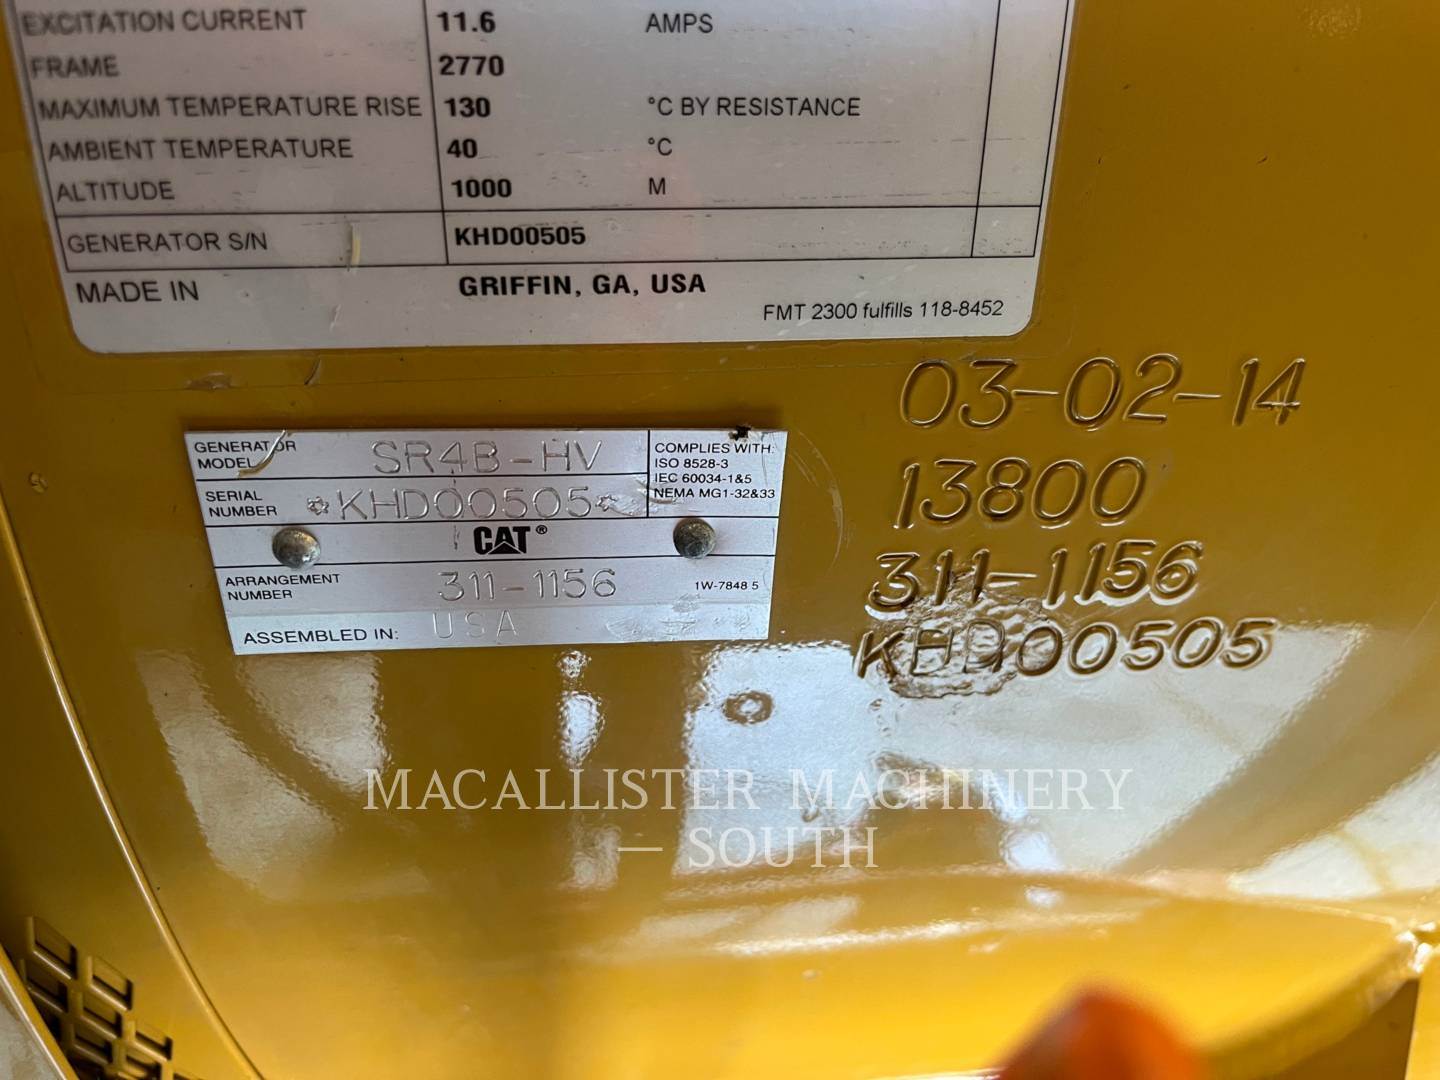 EXCITATION CURRENT 11.6 AMPS
FRAME 2770
MAXIMUM TEMPERATURE RISE 130 °C BY RESISTANCE
AMBIENT TEMPERATURE 40 °C
ALTITUDE 1000 M
GENERATOR S/N KHD00505
MADE IN GRIFFIN, GA, USA
FMT 2300 fulfills 118-8452
GENERATOR
MODEL SR4B-HV
SERIAL
NUMBER *KHD00505*
COMPLIES WITH:
ISO 8528-3
IEC 60034-1&5
NEMA MG1-32&33
CAT®
ARRANGEMENT
NUMBER 311-1156
1W-7848 5
ASSEMBLED IN: USA
03-02-14
13800
311-1156
KHD00505
MACALLISTER MACHINERY
— SOUTH